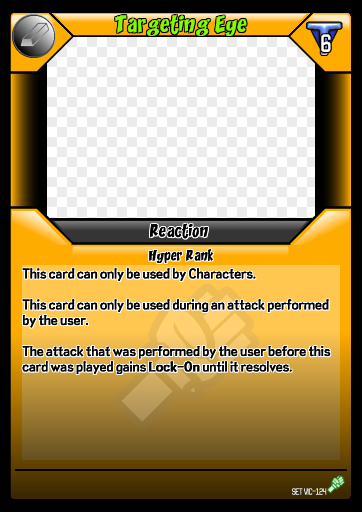 Targeting Eye
6
Reaction
Hyper Rank
This card can only be used by Characters.
This card can only be used during an attack performed
by the user.
The attack that was performed by the user before this
card was played gains Lock-On until it resolves.
SET VIC-124